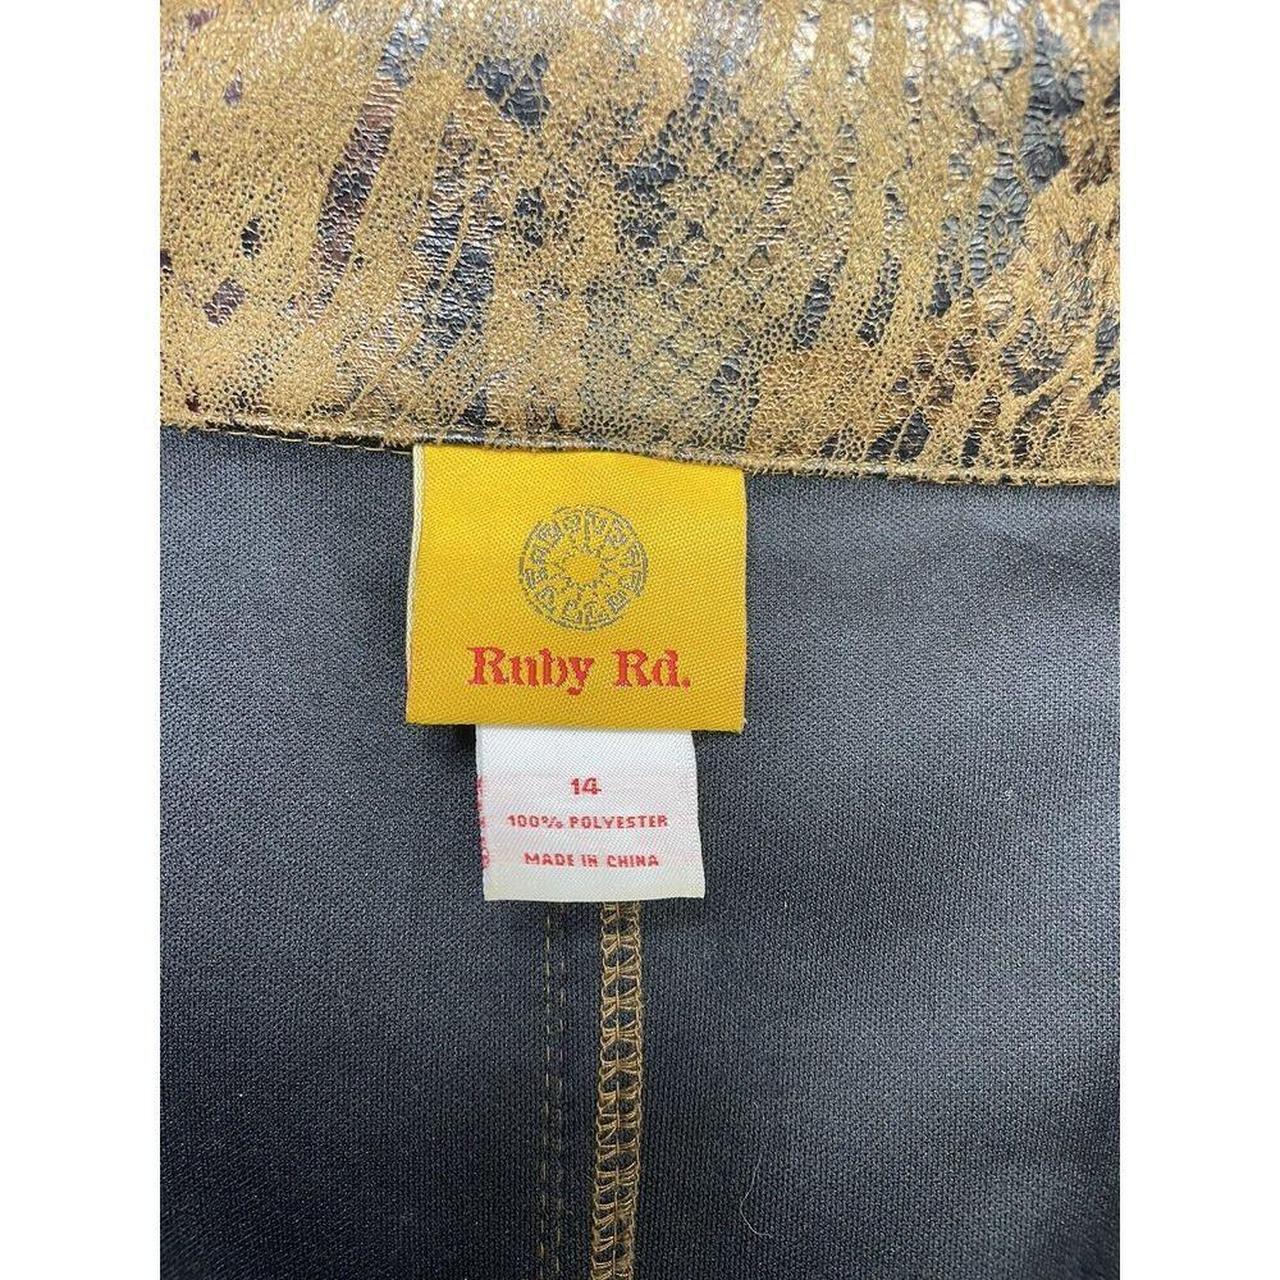 Ruby Rd.
14
100% POLYESTER
MADE IN CHINA